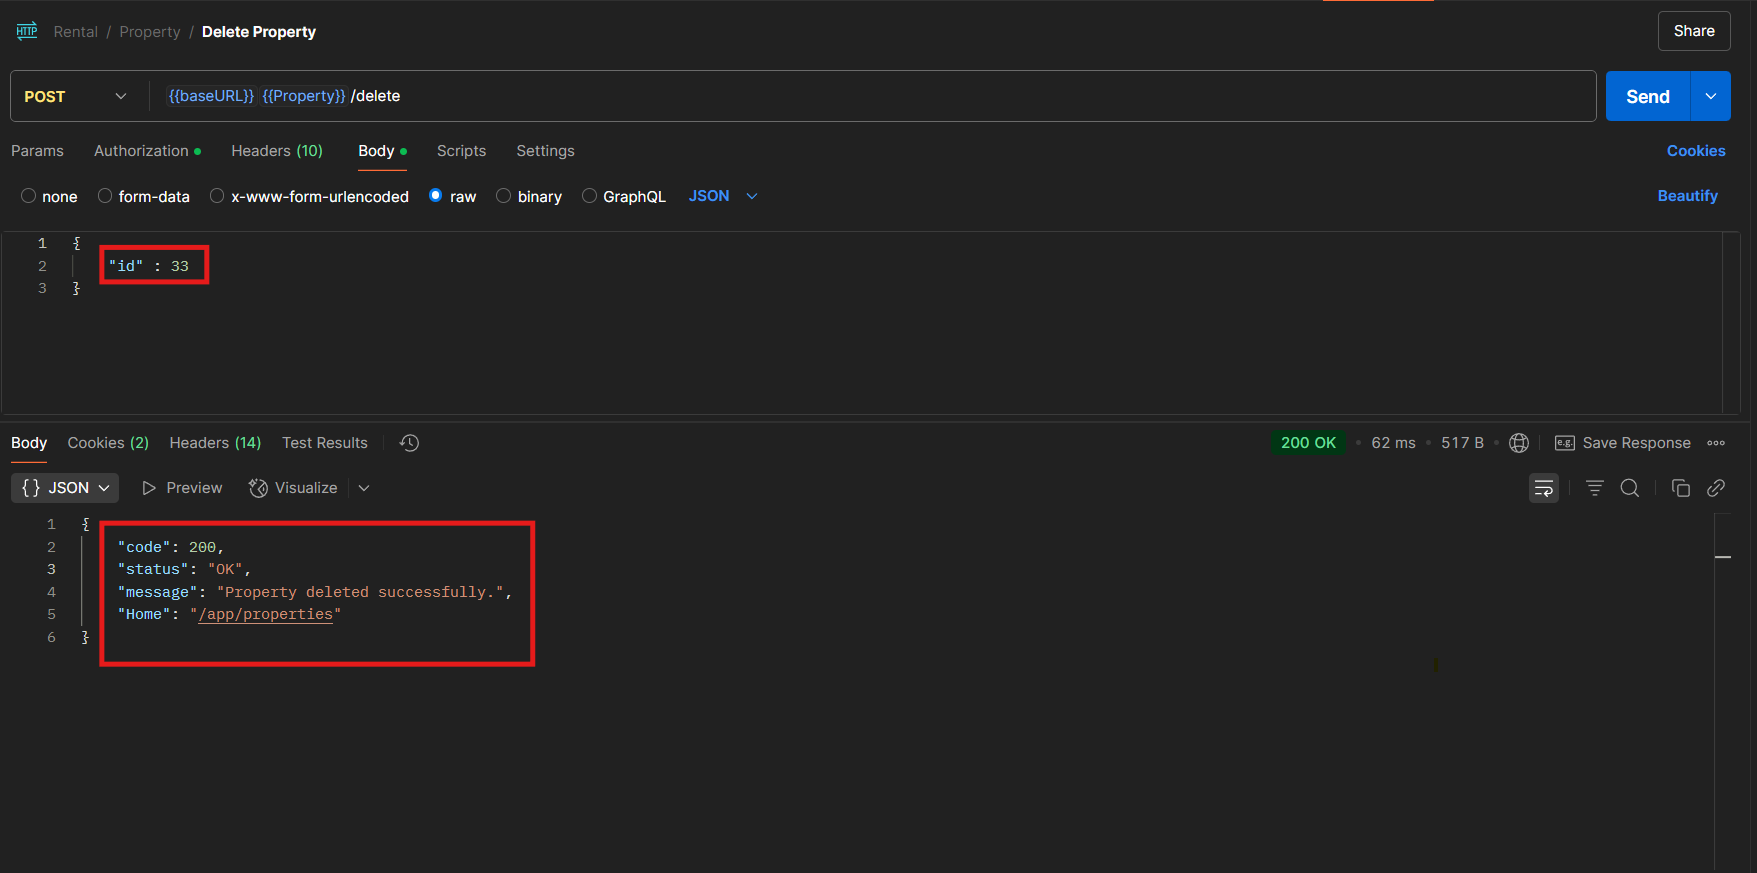 HTTP Rental / Property / Delete Property Share
POST {{baseURL}} {{Property}} /delete Send
Params Authorization Headers (10) Body Scripts Settings Cookies
none form-data x-www-form-urlencoded raw binary GraphQL JSON Beautify
1 {
2 "id" : 33
3 }
Body Cookies (2) Headers (14) Test Results 200 OK • 62 ms • 517 B • e.g. Save Response
{} JSON Preview Visualize
1 {
2 "code": 200,
3 "status": "OK",
4 "message": "Property deleted successfully.",
5 "Home": "/app/properties"
6 }